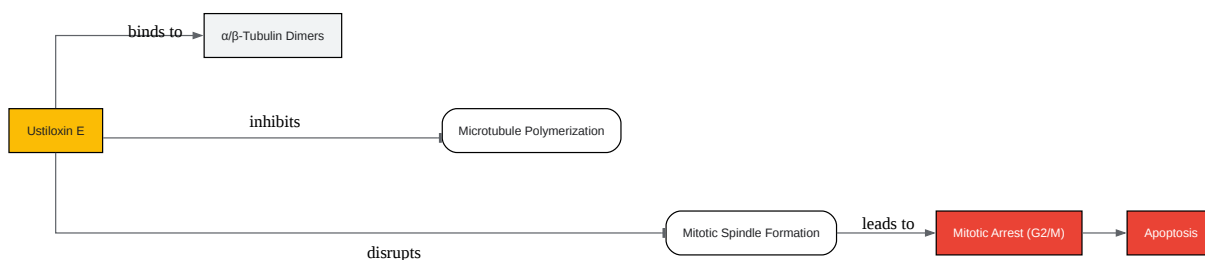 binds to
α/β-Tubulin Dimers
Ustiloxin E
inhibits
Microtubule Polymerization
Mitotic Spindle Formation
leads to
Mitotic Arrest (G2/M)
Apoptosis
disrupts